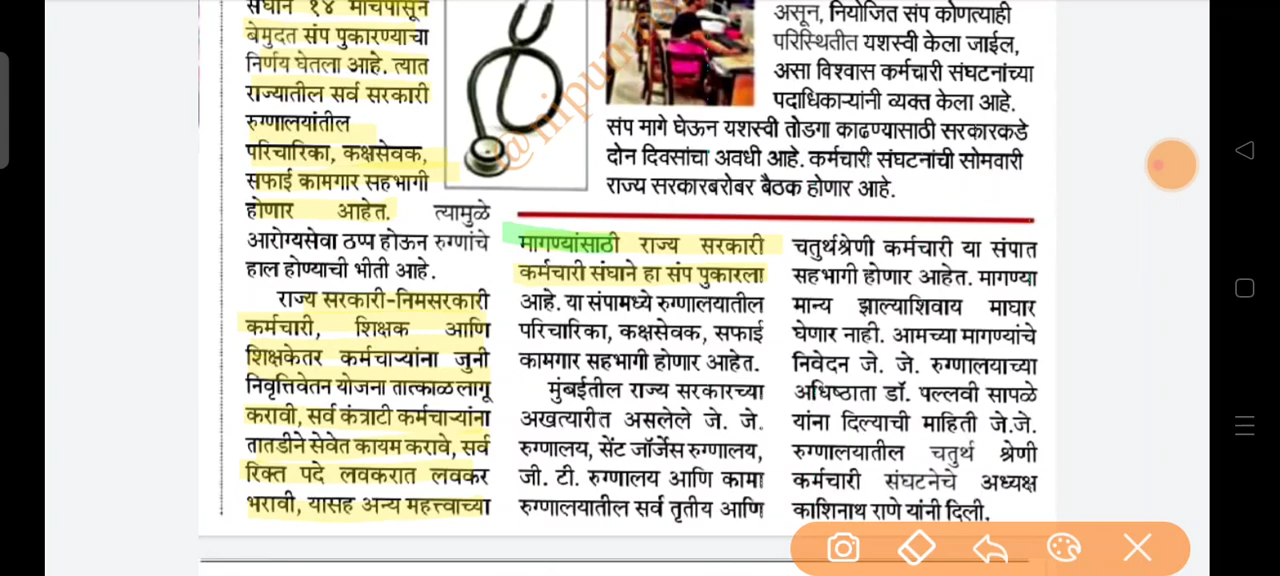 संघाने १४ मार्चपासून
बेमुदत संप पुकारण्याचा
निर्णय घेतला आहे. त्यात
राज्यातील सर्व सरकारी
रुग्णालयांतील
परिचारिका, कक्षसेवक,
सफाई कामगार सहभागी
होणार आहेत. त्यामुळे
आरोग्यसेवा ठप्प होऊन रुग्णांचे
हाल होण्याची भीती आहे.
राज्य सरकारी-निमसरकारी
कर्मचारी, शिक्षक आणि
शिक्षकेतर कर्मचाऱ्यांना जुनी
निवृत्तिवेतन योजना तात्काळ लागू
करावी, सर्व कंत्राटी कर्मचाऱ्यांना
तातडीने सेवेत कायम करावे, सर्व
रिक्त पदे लवकरात लवकर
भरावी, यासह अन्य महत्त्वाच्या
@nipun
असून, नियोजित संप कोणत्याही
परिस्थितीत यशस्वी केला जाईल,
असा विश्वास कर्मचारी संघटनांच्या
पदाधिकाऱ्यांनी व्यक्त केला आहे.
संप मागे घेऊन यशस्वी तोडगा काढण्यासाठी सरकारकडे
दोन दिवसांचा अवधी आहे. कर्मचारी संघटनांची सोमवारी
राज्य सरकारबरोबर बैठक होणार आहे.
मागण्यांसाठी राज्य सरकारी
कर्मचारी संघाने हा संप पुकारला
आहे. या संपामध्ये रुग्णालयातील
परिचारिका, कक्षसेवक, सफाई
कामगार सहभागी होणार आहेत.
मुंबईतील राज्य सरकारच्या
अखत्यारीत असलेले जे. जे.
रुग्णालय, सेंट जॉर्जेस रुग्णालय,
जी. टी. रुग्णालय आणि कामा
रुग्णालयातील सर्व तृतीय आणि
चतुर्थश्रेणी कर्मचारी या संपात
सहभागी होणार आहेत. मागण्या
मान्य झाल्याशिवाय माघार
घेणार नाही. आमच्या मागण्यांचे
निवेदन जे. जे. रुग्णालयाच्या
अधिष्ठाता डॉ. पल्लवी सापळे
यांना दिल्याची माहिती जे.जे.
रुग्णालयातील चतुर्थ श्रेणी
कर्मचारी संघटनेचे अध्यक्ष
काशिनाथ राणे यांनी दिली.